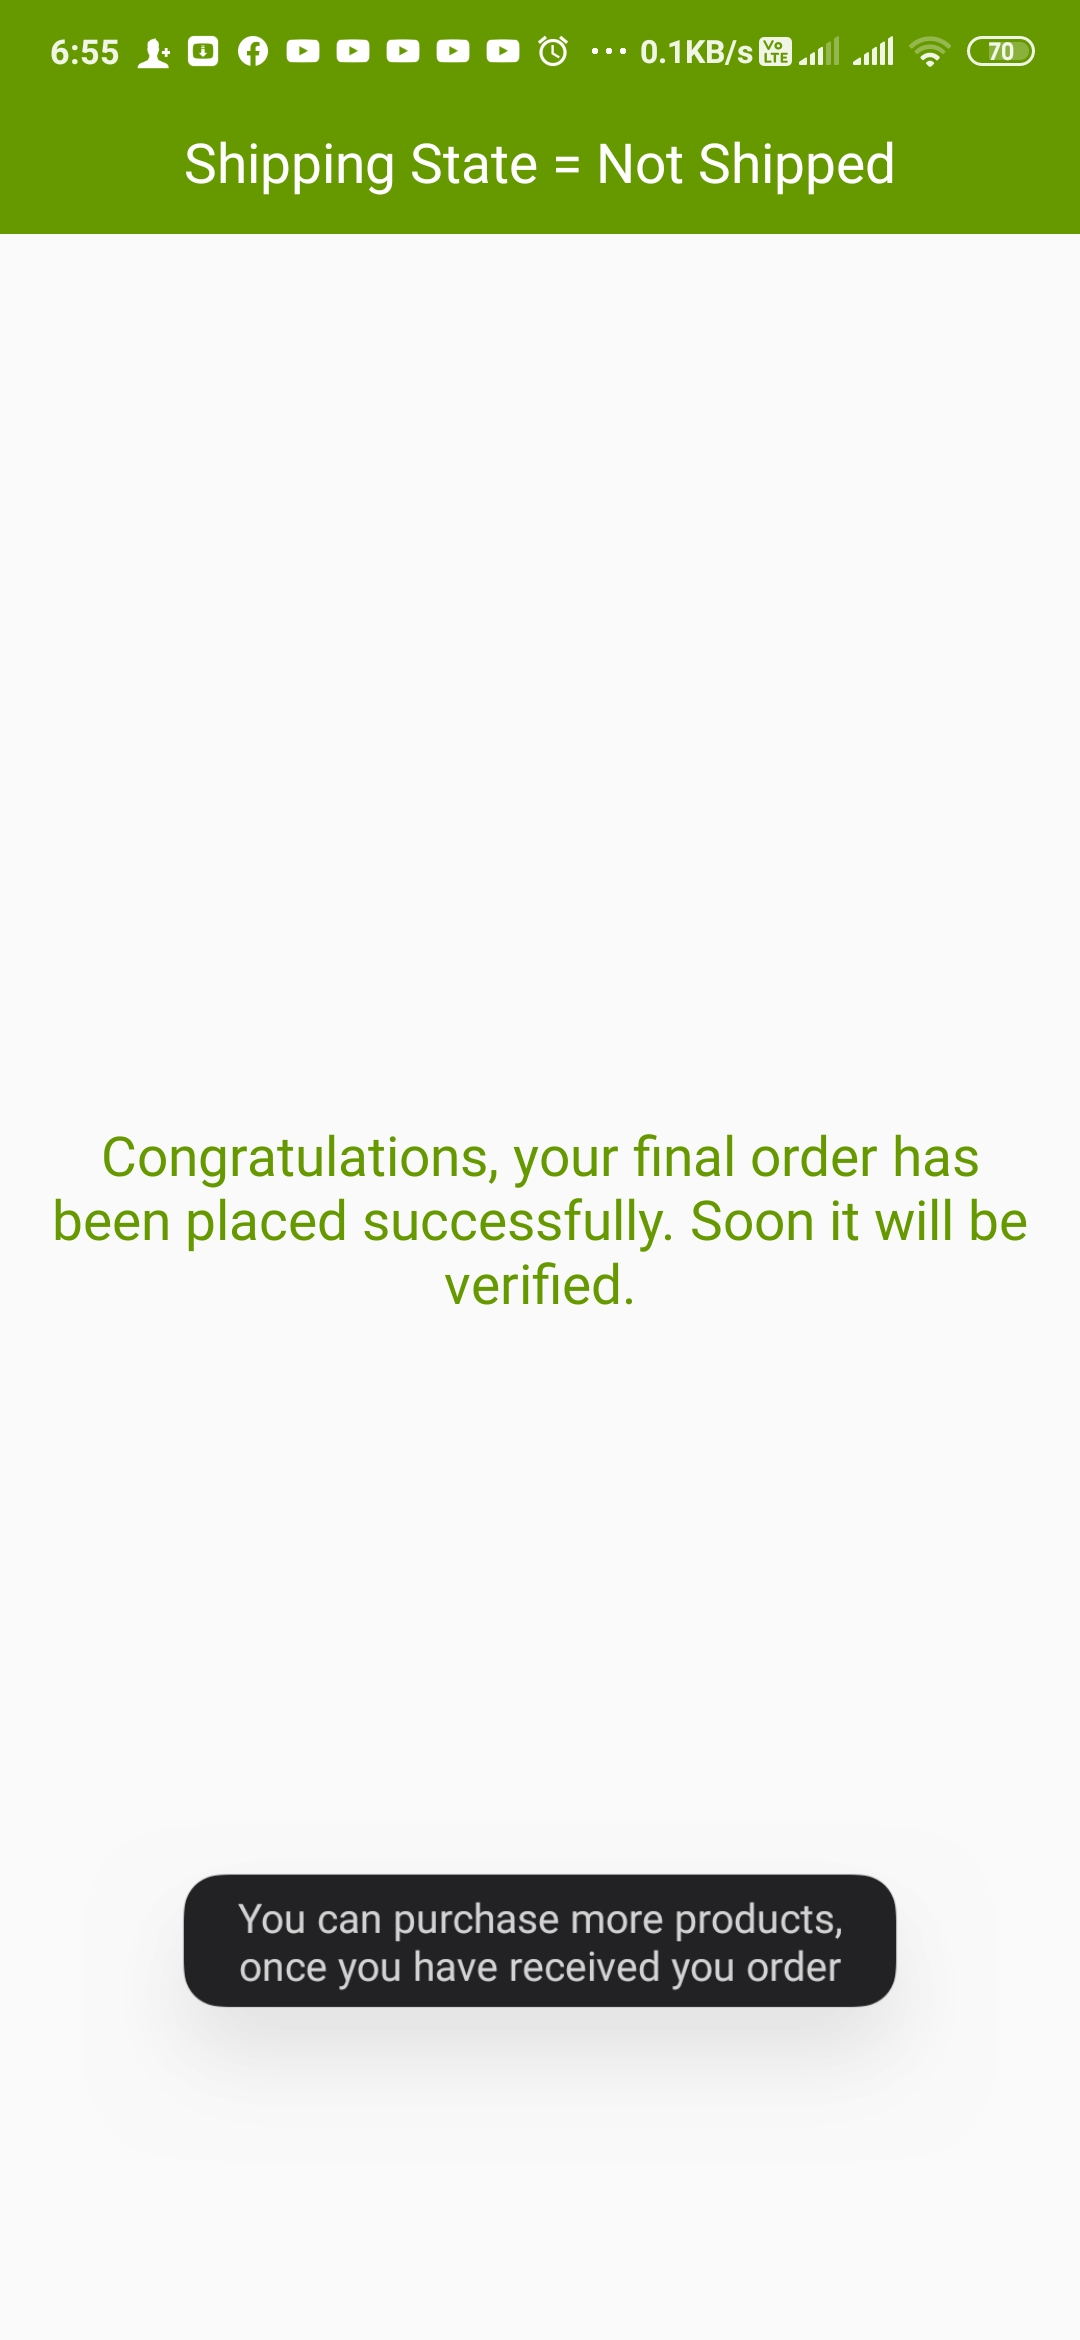 6:55 0.1KB/s Vo LTE 70
Shipping State = Not Shipped
Congratulations, your final order has
been placed successfully. Soon it will be
verified.
You can purchase more products,
once you have received you order